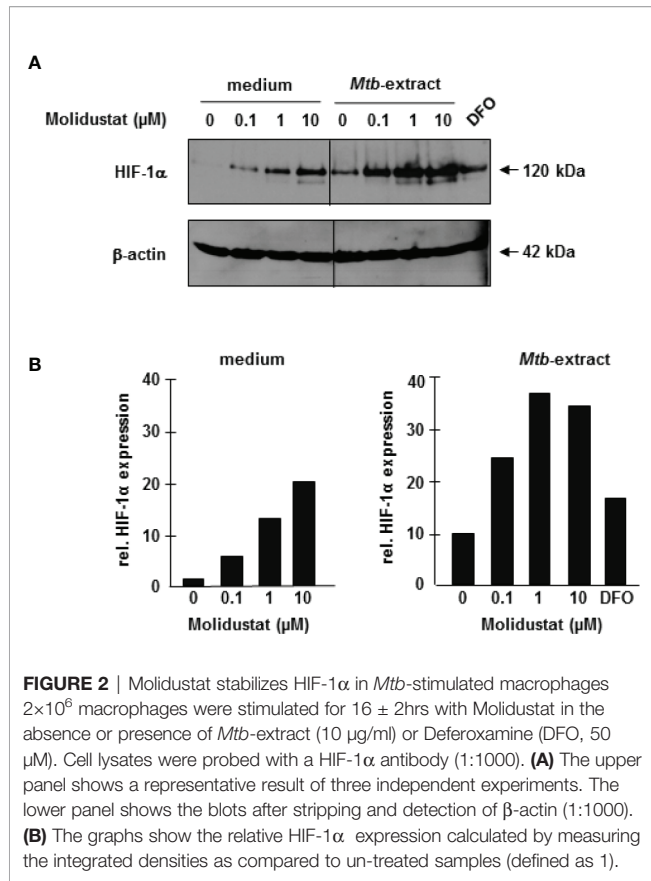 A
medium Mtb-extract
Molidustat (µM) 0 0.1 1 10 0 0.1 1 10 DFO
HIF-1α 120 kDa
β-actin 42 kDa
B
medium
rel. HIF-1α expression
40
30
20
10
0
0 0.1 1 10
Molidustat (µM)
Mtb-extract
rel. HIF-1α expression
40
30
20
10
0
0 0.1 1 10 DFO
Molidustat (µM)
FIGURE 2 | Molidustat stabilizes HIF-1α in Mtb-stimulated macrophages
2×10⁶ macrophages were stimulated for 16 ± 2hrs with Molidustat in the
absence or presence of Mtb-extract (10 µg/ml) or Deferoxamine (DFO, 50
µM). Cell lysates were probed with a HIF-1α antibody (1:1000). (A) The upper
panel shows a representative result of three independent experiments. The
lower panel shows the blots after stripping and detection of β-actin (1:1000).
(B) The graphs show the relative HIF-1α expression calculated by measuring
the integrated densities as compared to un-treated samples (defined as 1).